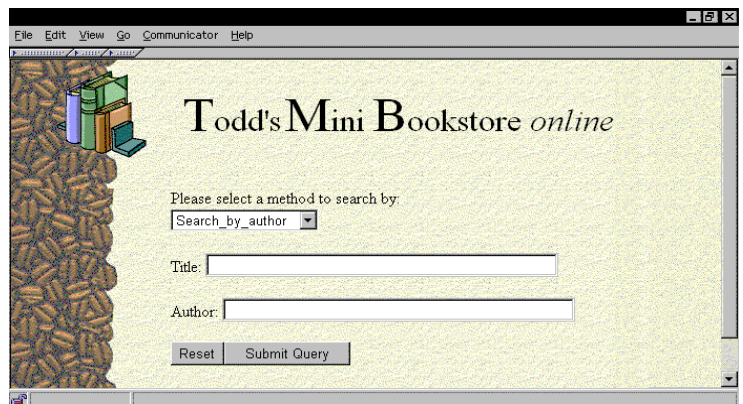 File Edit View Go Communicator Help
Todd's Mini Bookstore online
Please select a method to search by:
Search_by_author
Title:
Author:
Reset Submit Query